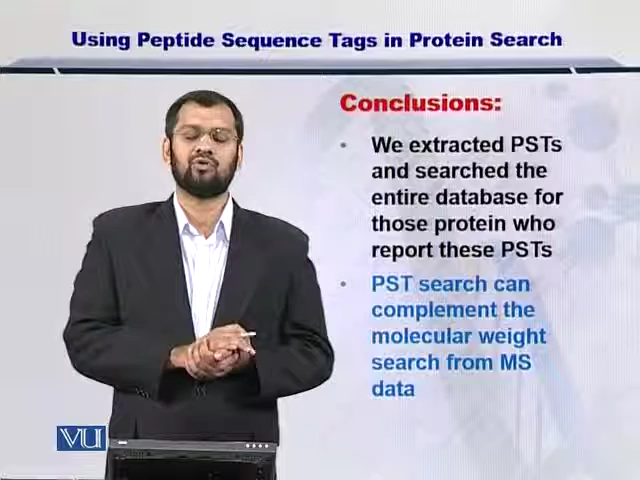 Using Peptide Sequence Tags in Protein Search
Conclusions:
• We extracted PSTs
and searched the
entire database for
those protein who
report these PSTs
• PST search can
complement the
molecular weight
search from MS
data
VU